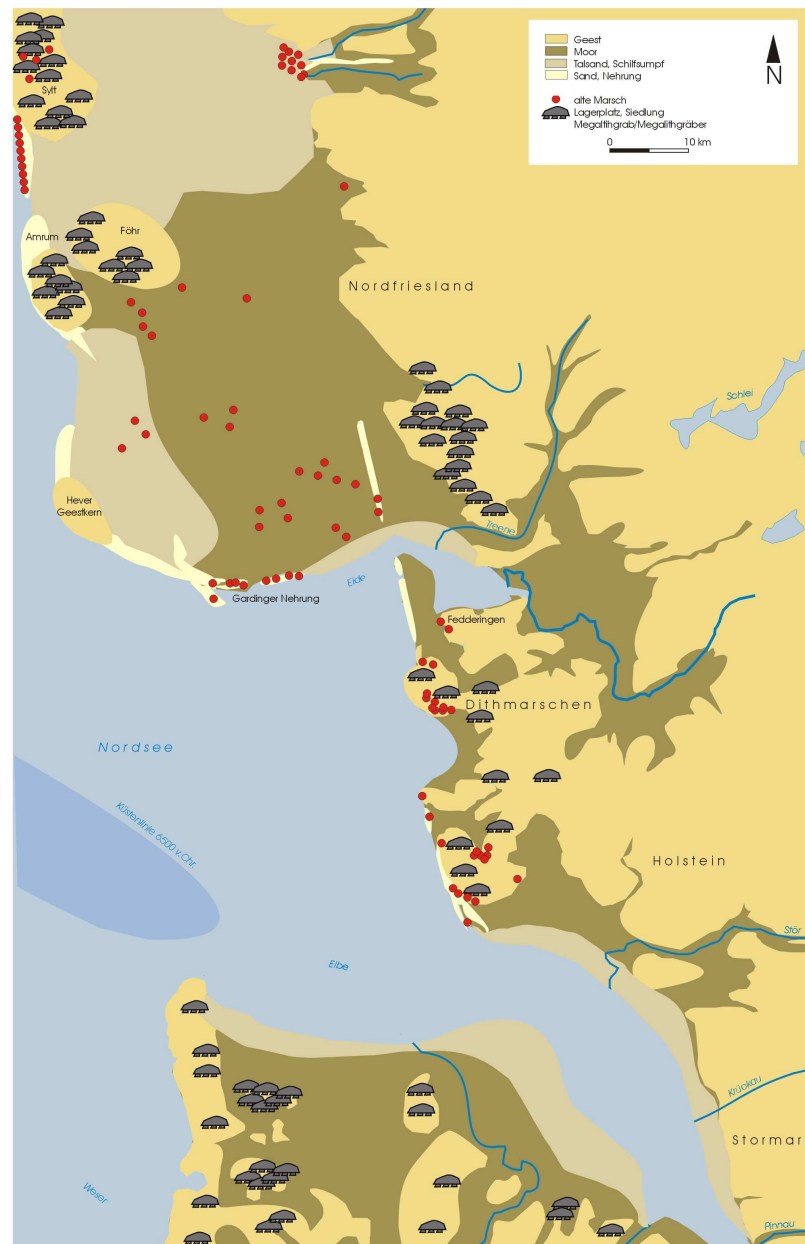 Geest
Moor
Talsand, Schilfsumpf
Sand, Nehrung
N
alte Marsch
Lagerplatz, Siedlung
Megalithgrab/Megalithgräber
0 10 km
Sylt
Amrum
Föhr
Nordfriesland
Schlei
Hever
Geestkern
Treene
Eide
Gardinger Nehrung
Fedderingen
Dithmarschen
Nordsee
Küstenlinie 6500 v.Chr.
Holstein
Stör
Elbe
Krückau
Stormar
Weser
Pinnau